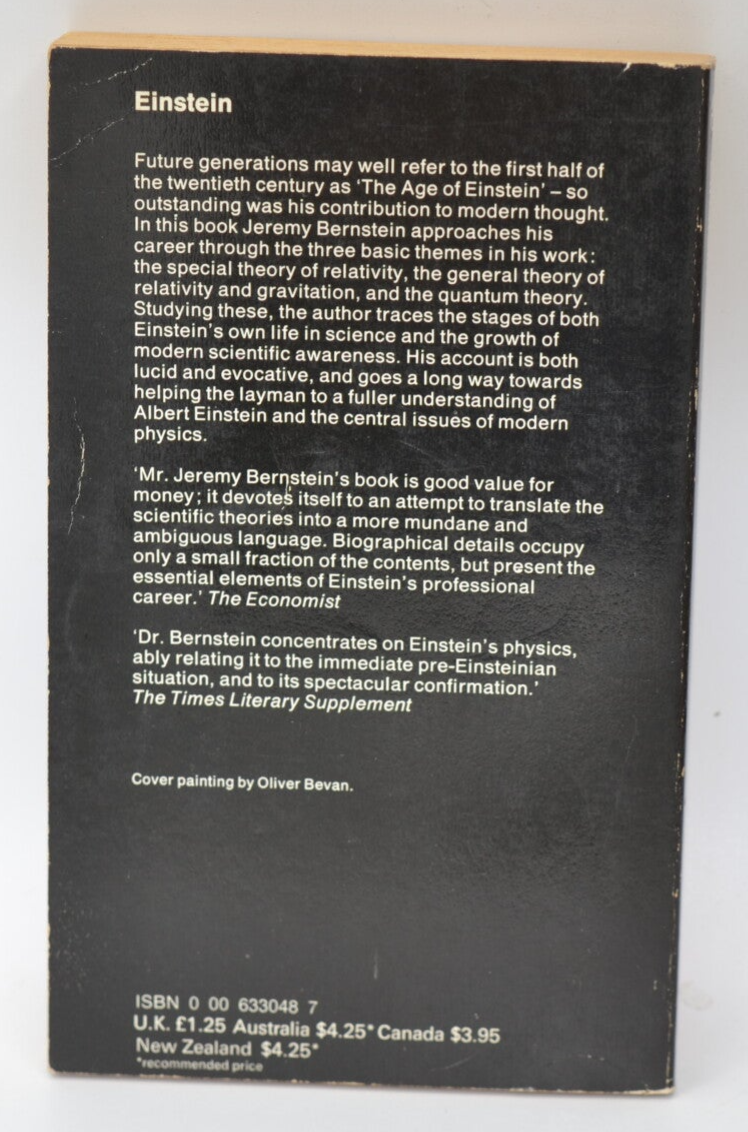 Einstein
Future generations may well refer to the first half of
the twentieth century as ‘The Age of Einstein’ – so
outstanding was his contribution to modern thought.
In this book Jeremy Bernstein approaches his
career through the three basic themes in his work:
the special theory of relativity, the general theory of
relativity and gravitation, and the quantum theory.
Studying these, the author traces the stages of both
Einstein’s own life in science and the growth of
modern scientific awareness. His account is both
lucid and evocative, and goes a long way towards
helping the layman to a fuller understanding of
Albert Einstein and the central issues of modern
physics.
‘Mr. Jeremy Bernstein’s book is good value for
money; it devotes itself to an attempt to translate the
scientific theories into a more mundane and
ambiguous language. Biographical details occupy
only a small fraction of the contents, but present the
essential elements of Einstein’s professional
career.’ The Economist
‘Dr. Bernstein concentrates on Einstein’s physics,
ably relating it to the immediate pre-Einsteinian
situation, and to its spectacular confirmation.’
The Times Literary Supplement
Cover painting by Oliver Bevan.
ISBN 0 00 633048 7
U.K. £1.25 Australia $4.25* Canada $3.95
New Zealand $4.25*
*recommended price